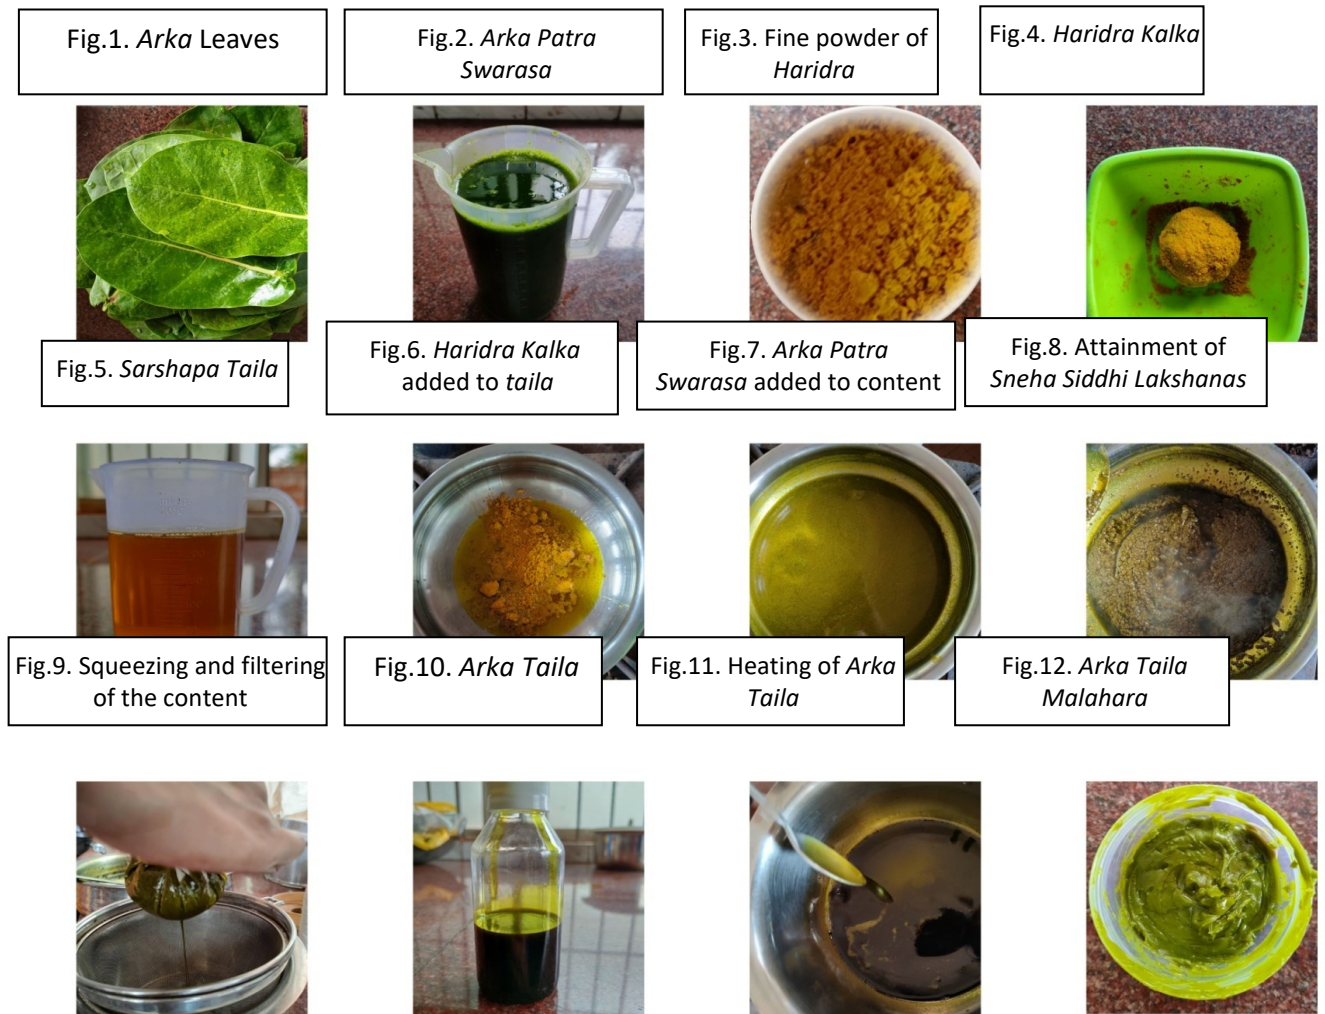 Fig.1. Arka Leaves
Fig.2. Arka Patra
Swarasa
Fig.3. Fine powder of
Haridra
Fig.4. Haridra Kalka
Fig.5. Sarshapa Taila
Fig.6. Haridra Kalka
added to taila
Fig.7. Arka Patra
Swarasa added to content
Fig.8. Attainment of
Sneha Siddhi Lakshanas
Fig.9. Squeezing and filtering
of the content
Fig.10. Arka Taila
Fig.11. Heating of Arka
Taila
Fig.12. Arka Taila
Malahara